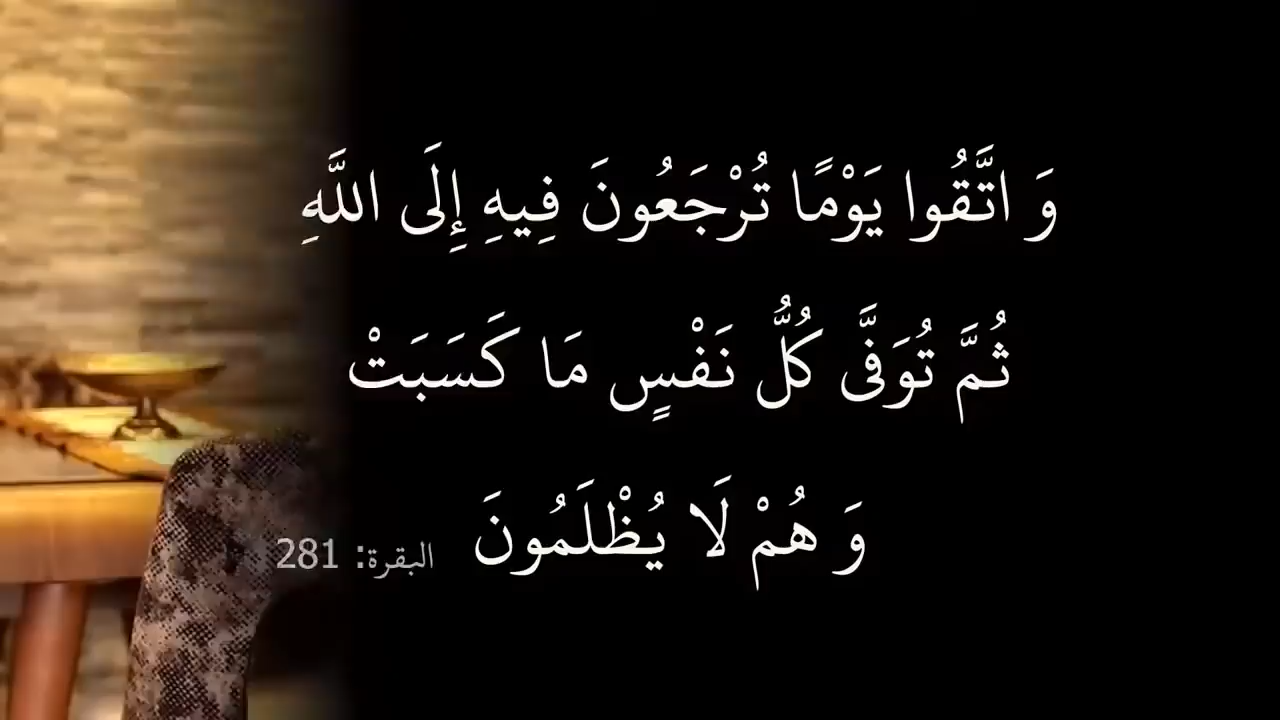 وَ اتَّقُوا يَوْمًا تُرْجَعُونَ فِيهِ إِلَى اللَّهِ
ثُمَّ تُوَفَّى كُلُّ نَفْسٍ مَا كَسَبَتْ
وَ هُمْ لَا يُظْلَمُونَ البقرة: 281